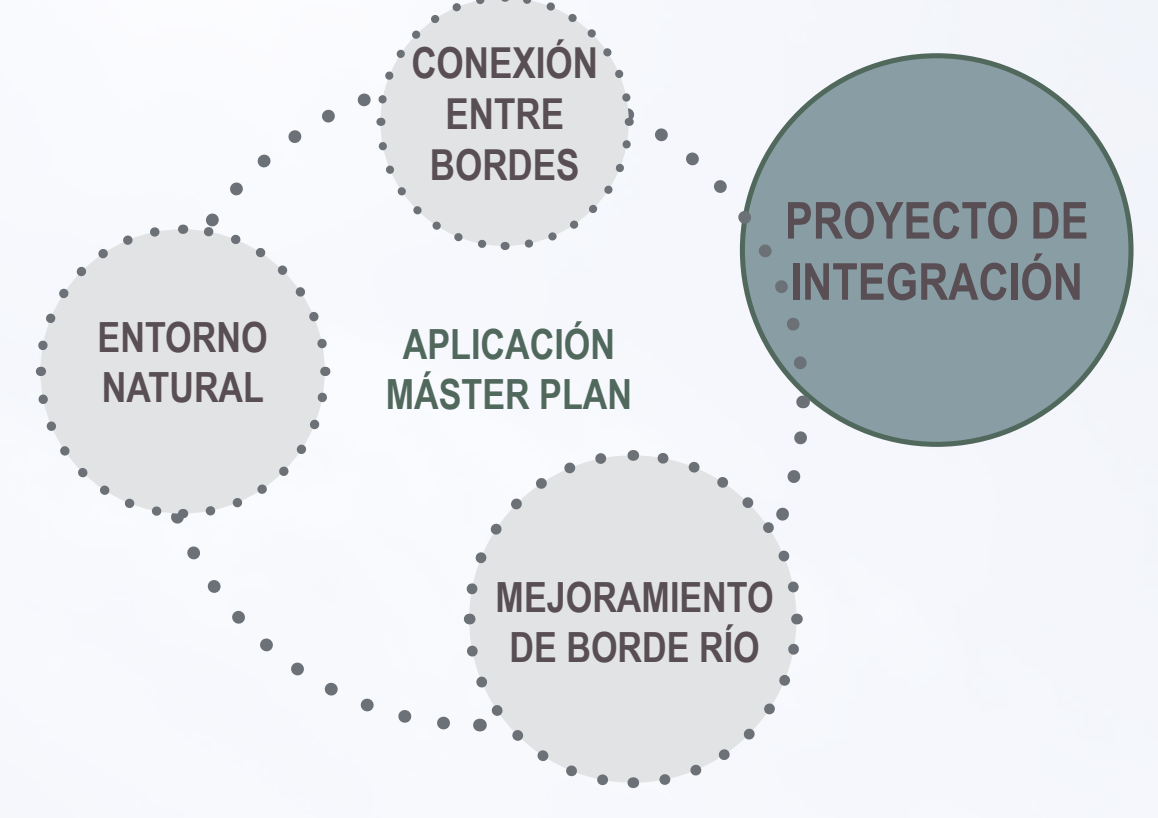 CONEXIÓN
ENTRE
BORDES
PROYECTO DE
INTEGRACIÓN
ENTORNO
NATURAL
APLICACIÓN
MÁSTER PLAN
MEJORAMIENTO
DE BORDE RÍO